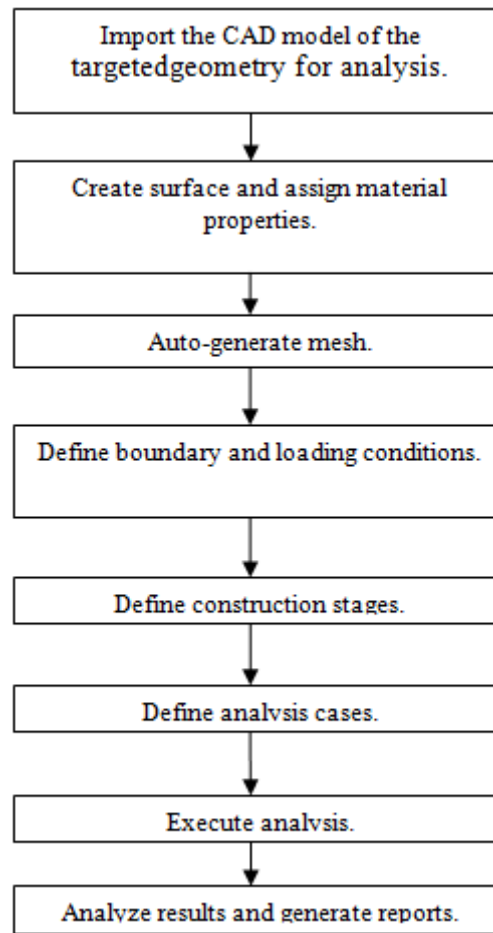 Import the CAD model of the
targetedgeometry for analysis.
Create surface and assign material
properties.
Auto-generate mesh.
Define boundary and loading conditions.
Define construction stages.
Define analysis cases.
Execute analysis.
Analyze results and generate reports.